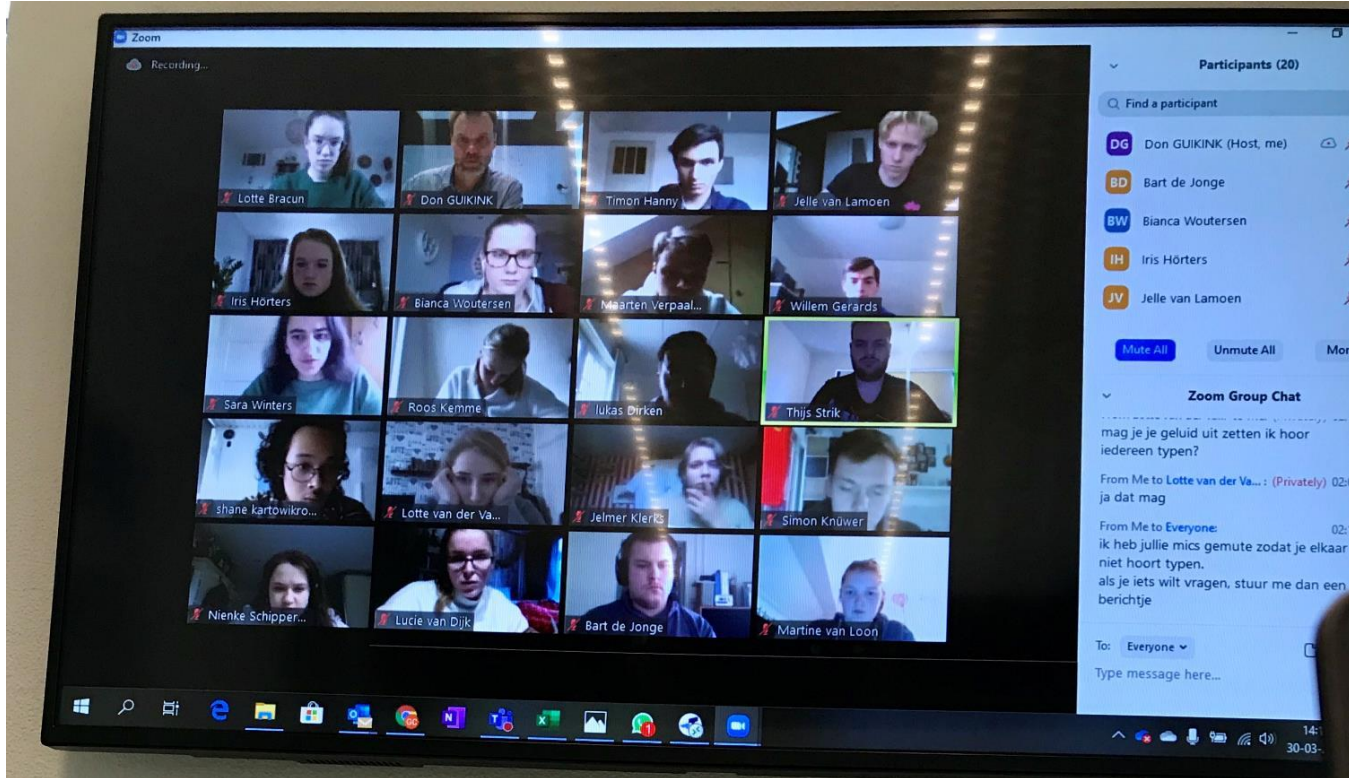 Zoom
Recording...
Lotte Bracun
Don GUIKINK
Timon Hanny
Jelle van Lamoen
Iris Hörters
Bianca Woutersen
Maarten Verpaal...
Willem Gerards
Sara Winters
Roos Kemme
lukas Dirken
Thijs Strik
shane kartowikro...
Lotte van der Va...
Jelmer Klerks
Simon Knüwer
Nienke Schipper...
Lucie van Dijk
Bart de Jonge
Martine van Loon
Participants (20)
Find a participant
DG Don GUIKINK (Host, me)
BD Bart de Jonge
BW Bianca Woutersen
IH Iris Hörters
JV Jelle van Lamoen
Mute All Unmute All Mor
Zoom Group Chat
mag je je geluid uit zetten ik hoor
iedereen typen?
From Me to Lotte van der Va... : (Privately) 02:
ja dat mag
From Me to Everyone: 02:
ik heb jullie mics gemute zodat je elkaar
niet hoort typen.
als je iets wilt vragen, stuur me dan een
berichtje
To: Everyone
Type message here...
14:
30-03-